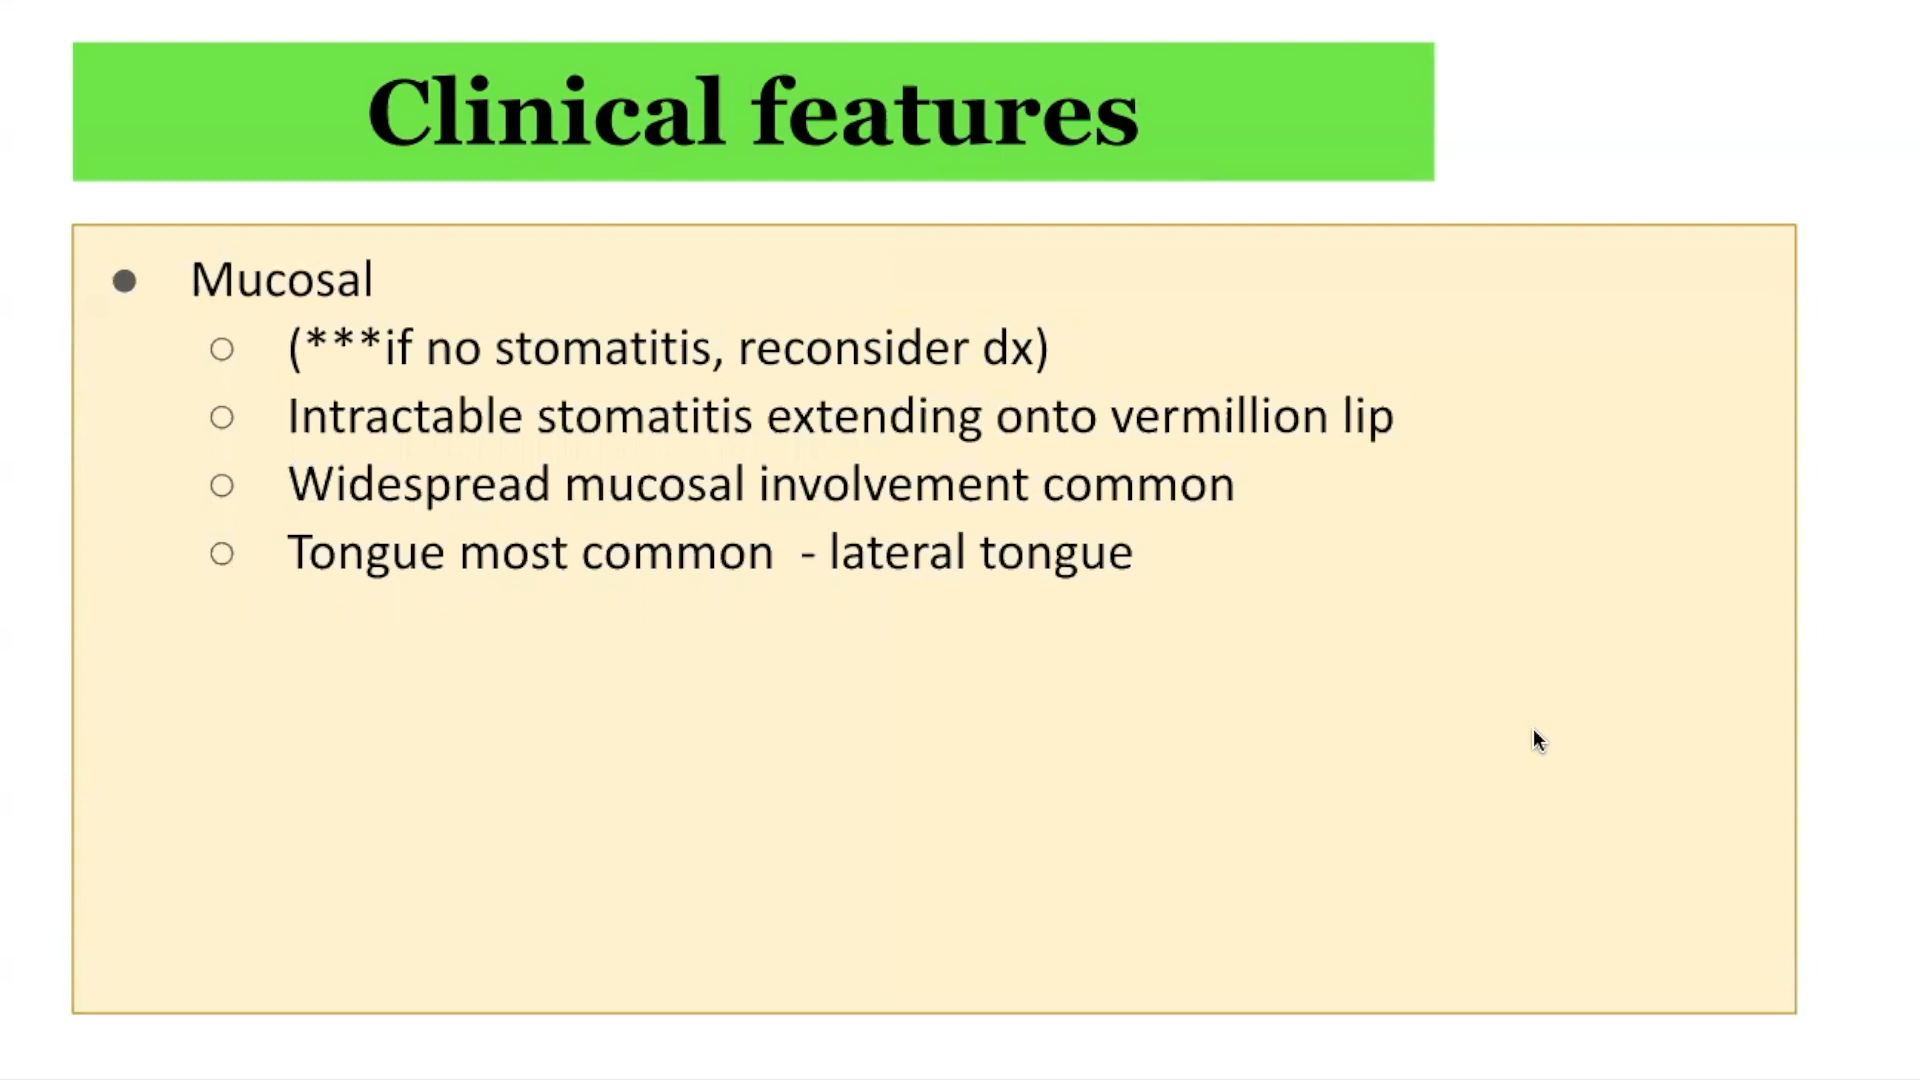 Clinical features
● Mucosal
○ (***if no stomatitis, reconsider dx)
○ Intractable stomatitis extending onto vermillion lip
○ Widespread mucosal involvement common
○ Tongue most common  - lateral tongue